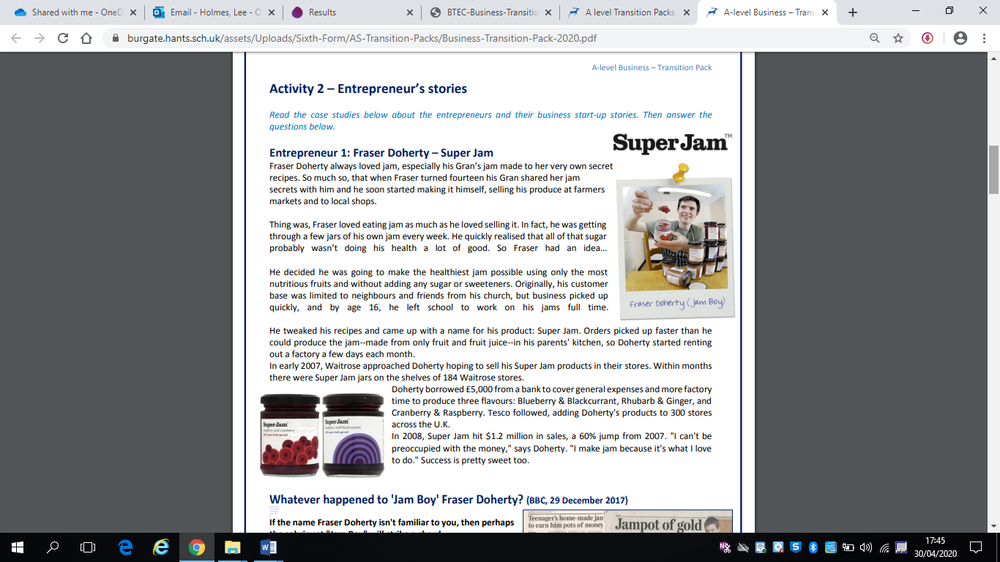 Shared with me - OneD
Email - Holmes, Lee - O
Results
BTEC-Business-Transitio
A level Transition Packs
A-level Business – Trans
burgate.hants.sch.uk/assets/Uploads/Sixth-Form/AS-Transition-Packs/Business-Transition-Pack-2020.pdf
A-level Business – Transition Pack
Activity 2 – Entrepreneur's stories
Read the case studies below about the entrepreneurs and their business start-up stories. Then answer the
questions below.
SuperJam™
Entrepreneur 1: Fraser Doherty – Super Jam
Fraser Doherty always loved jam, especially his Gran's jam made to her very own secret
recipes. So much so, that when Fraser turned fourteen his Gran shared her jam
secrets with him and he soon started making it himself, selling his produce at farmers
markets and to local shops.
Thing was, Fraser loved eating jam as much as he loved selling it. In fact, he was getting
through a few jars of his own jam every week. He quickly realised that all of that sugar
probably wasn't doing his health a lot of good. So Fraser had an idea…
He decided he was going to make the healthiest jam possible using only the most
nutritious fruits and without adding any sugar or sweeteners. Originally, his customer
base was limited to neighbours and friends from his church, but business picked up
quickly, and by age 16, he left school to work on his jams full time.
Fraser Doherty (Jam Boy)
He tweaked his recipes and came up with a name for his product: Super Jam. Orders picked up faster than he
could produce the jam--made from only fruit and fruit juice--in his parents' kitchen, so Doherty started renting
out a factory a few days each month.
In early 2007, Waitrose approached Doherty hoping to sell his Super Jam products in their stores. Within months
there were Super Jam jars on the shelves of 184 Waitrose stores.
Doherty borrowed £5,000 from a bank to cover general expenses and more factory
time to produce three flavours: Blueberry & Blackcurrant, Rhubarb & Ginger, and
Cranberry & Raspberry. Tesco followed, adding Doherty's products to 300 stores
across the U.K.
In 2008, Super Jam hit $1.2 million in sales, a 60% jump from 2007. "I can't be
preoccupied with the money," says Doherty. "I make jam because it's what I love
to do." Success is pretty sweet too.
SuperJam
SuperJam
Whatever happened to 'Jam Boy' Fraser Doherty? (BBC, 29 December 2017)
If the name Fraser Doherty isn't familiar to you, then perhaps
Teenager's home-made jam
to earn him pots of money
Jampot of gold
17:45
30/04/2020